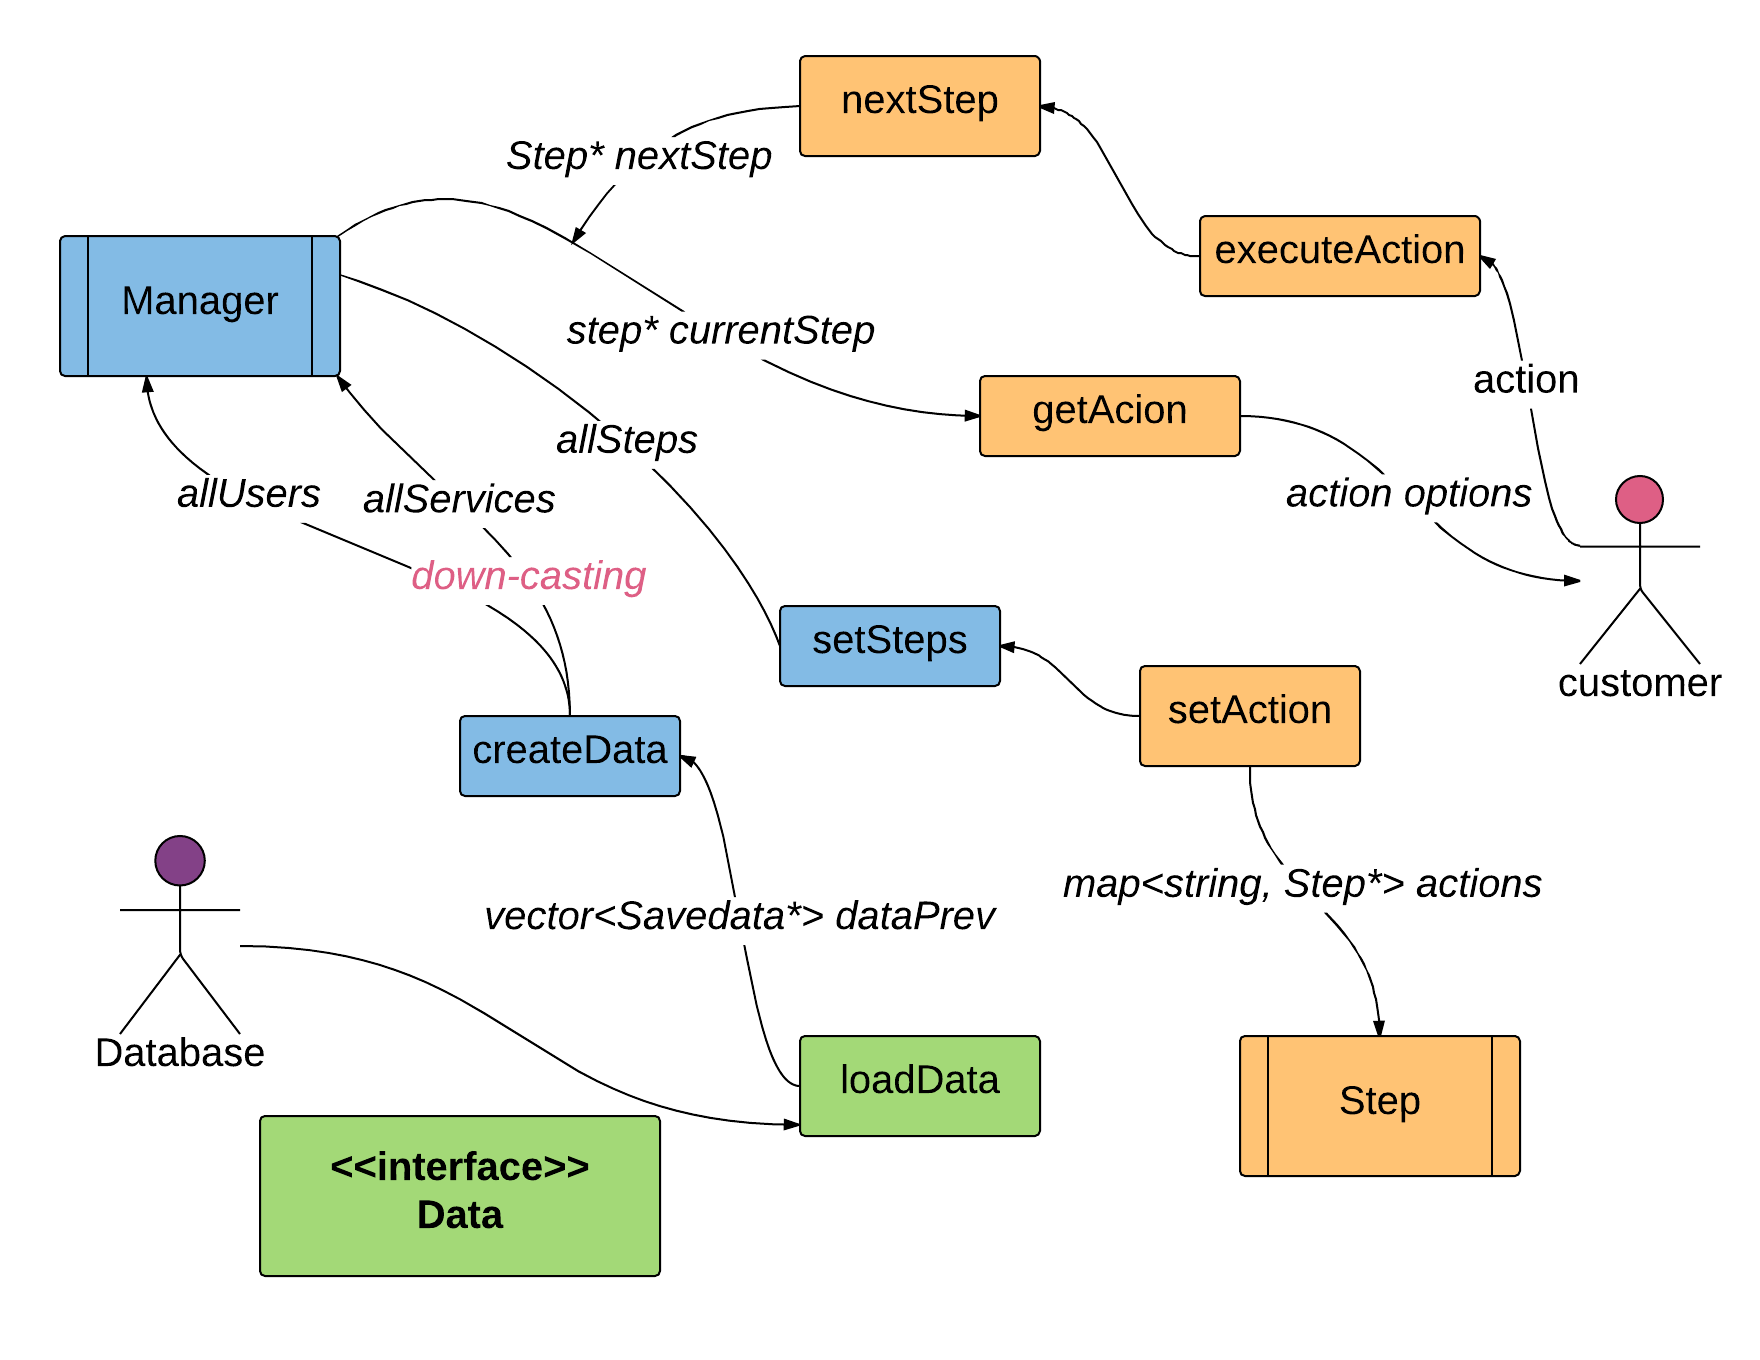 nextStep
Step* nextStep
executeAction
Manager
step* currentStep
action
getAcion
allSteps
allUsers
allServices
action options
down-casting
setSteps
customer
setAction
createData
map<string, Step*> actions
vector<Savedata*> dataPrev
Database
loadData
Step
<<interface>>
Data